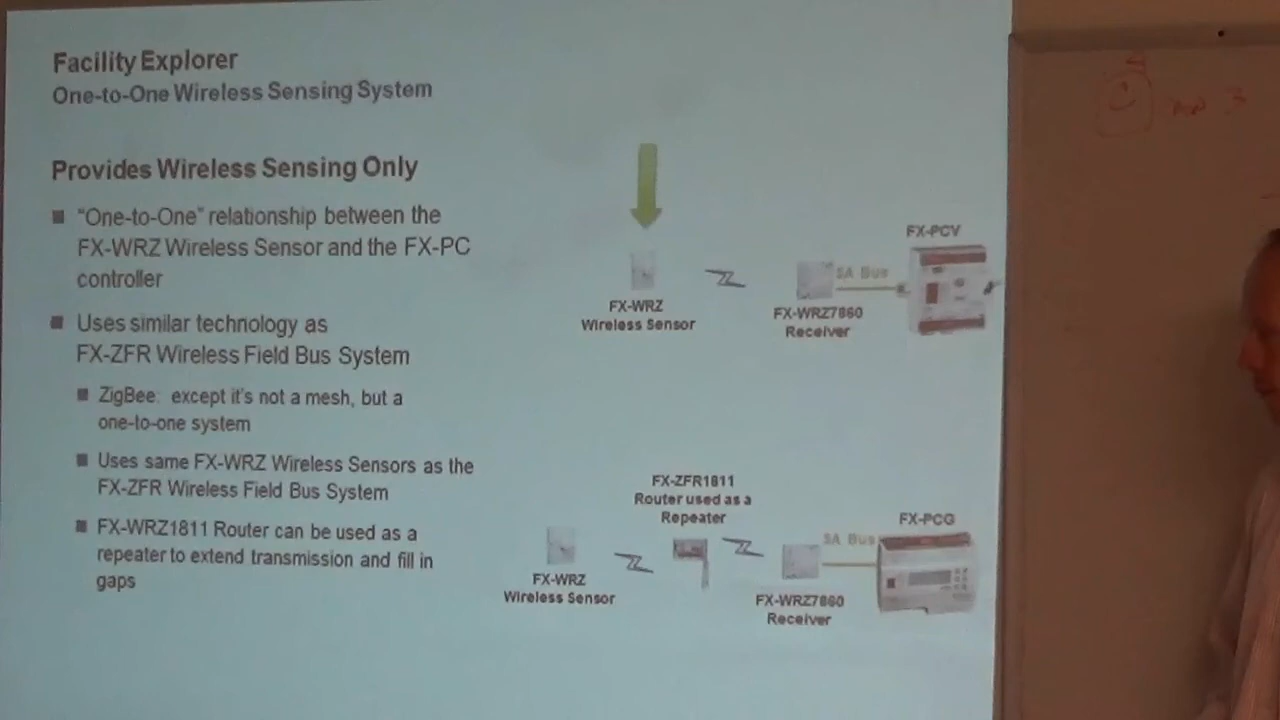 Facility Explorer
One-to-One Wireless Sensing System
Provides Wireless Sensing Only
"One-to-One" relationship between the
FX-WRZ Wireless Sensor and the FX-PC
controller
Uses similar technology as
FX-ZFR Wireless Field Bus System
ZigBee: except it's not a mesh, but a
one-to-one system
Uses same FX-WRZ Wireless Sensors as the
FX-ZFR Wireless Field Bus System
FX-WRZ1811 Router can be used as a
repeater to extend transmission and fill in
gaps
FX-PCV
SA Bus
FX-WRZ
Wireless Sensor
FX-WRZ7860
Receiver
FX-ZFR1811
Router used as a
Repeater
FX-PCG
SA Bus
FX-WRZ
Wireless Sensor
FX-WRZ7860
Receiver